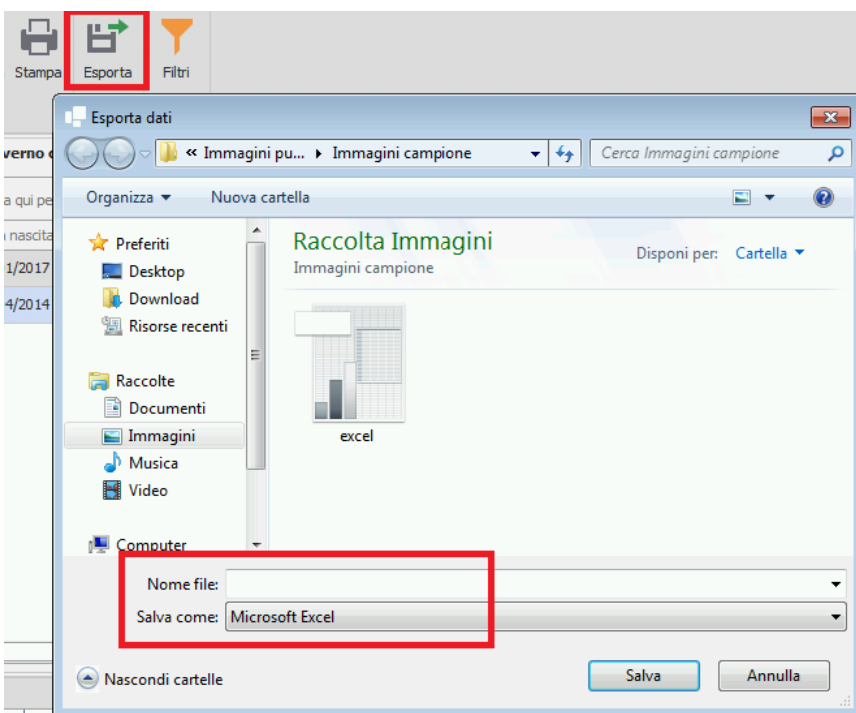 Stampa Esporta Filtri
Esporta dati
verno
« Immagini pu... Immagini campione Cerca Immagini campione
a qui pe
Organizza Nuova cartella
nascita
Preferiti
Raccolta Immagini
Immagini campione
Disponi per: Cartella
1/2017
Desktop
4/2014
Download
Risorse recenti
Raccolte
Documenti
Immagini
excel
Musica
Video
Computer
Nome file:
Salva come: Microsoft Excel
Nascondi cartelle Salva Annulla